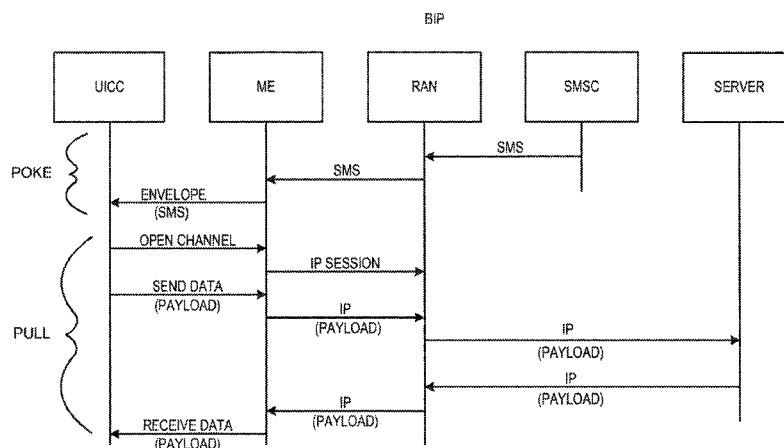 BIP
UICC
ME
RAN
SMSC
SERVER
POKE
SMS
SMS
ENVELOPE
(SMS)
PULL
OPEN CHANNEL
IP SESSION
SEND DATA
(PAYLOAD)
IP
(PAYLOAD)
IP
(PAYLOAD)
IP
(PAYLOAD)
IP
(PAYLOAD)
RECEIVE DATA
(PAYLOAD)